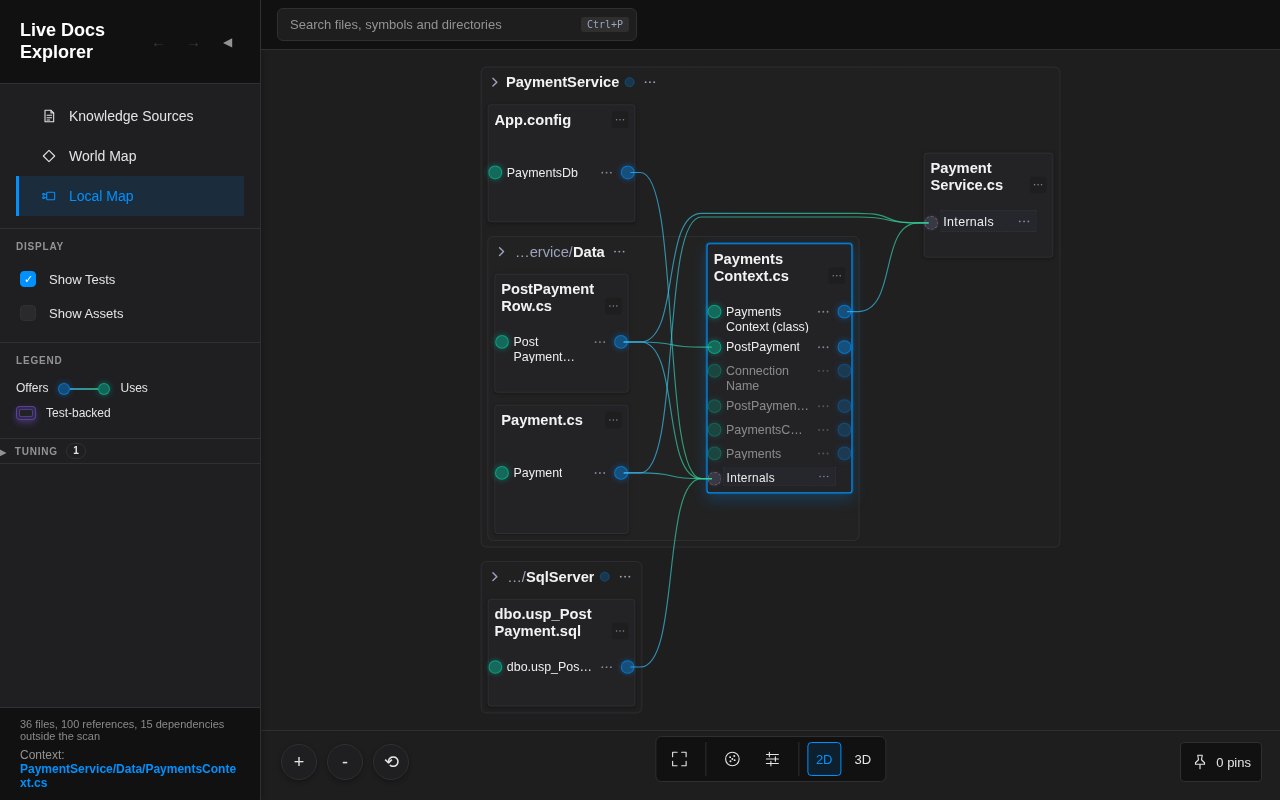 Live Docs
Explorer
Search files, symbols and directories
Ctrl+P
Knowledge Sources
World Map
Local Map
DISPLAY
Show Tests
Show Assets
LEGEND
Offers
Uses
Test-backed
TUNING
1
36 files, 100 references, 15 dependencies
outside the scan
Context:
PaymentService/Data/PaymentsConte
xt.cs
PaymentService
App.config
PaymentsDb
…ervice/Data
PostPayment
Row.cs
Post
Payment…
Payment.cs
Payment
Payments
Context.cs
Payments
Context (class)
PostPayment
Connection
Name
PostPaymen…
PaymentsC…
Payments
Internals
Payment
Service.cs
Internals
…/SqlServer
dbo.usp_Post
Payment.sql
dbo.usp_Pos…
+
-
2D
3D
0 pins